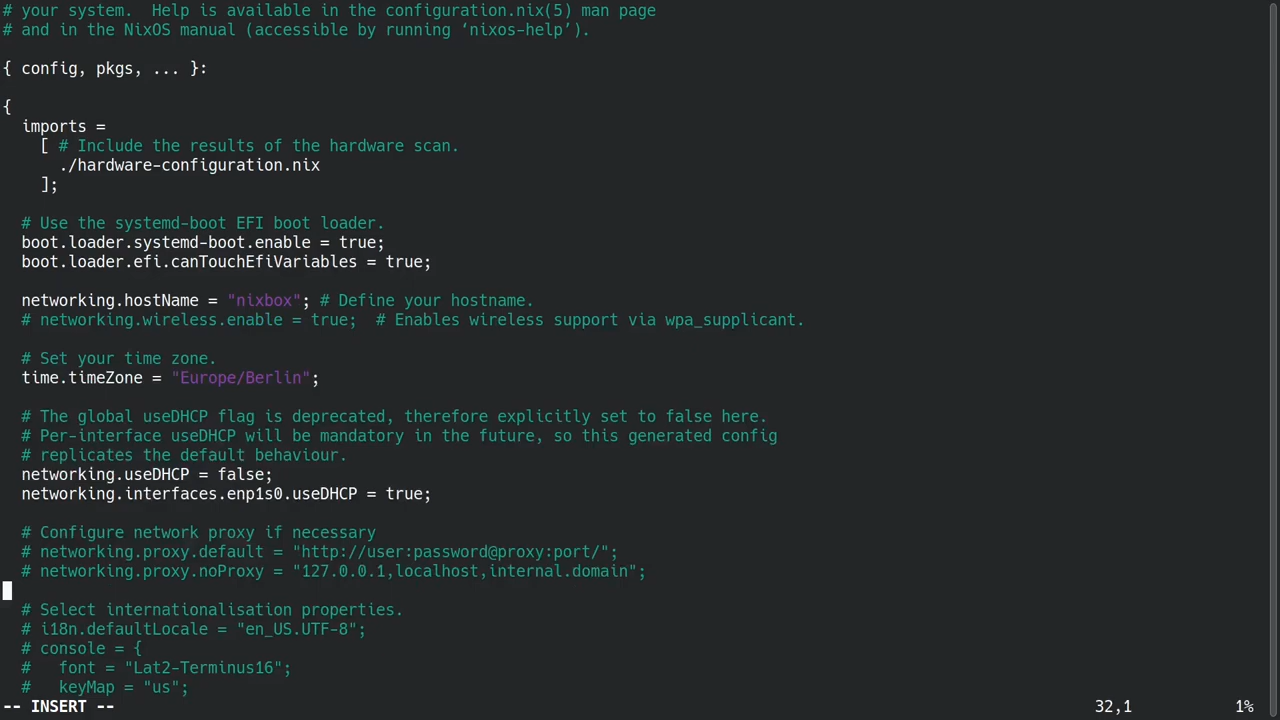 # your system.  Help is available in the configuration.nix(5) man page
# and in the NixOS manual (accessible by running ‘nixos-help’).

{ config, pkgs, ... }:

{
  imports =
    [ # Include the results of the hardware scan.
      ./hardware-configuration.nix
    ];

  # Use the systemd-boot EFI boot loader.
  boot.loader.systemd-boot.enable = true;
  boot.loader.efi.canTouchEfiVariables = true;

  networking.hostName = "nixbox"; # Define your hostname.
  # networking.wireless.enable = true;  # Enables wireless support via wpa_supplicant.

  # Set your time zone.
  time.timeZone = "Europe/Berlin";

  # The global useDHCP flag is deprecated, therefore explicitly set to false here.
  # Per-interface useDHCP will be mandatory in the future, so this generated config
  # replicates the default behaviour.
  networking.useDHCP = false;
  networking.interfaces.enp1s0.useDHCP = true;

  # Configure network proxy if necessary
  # networking.proxy.default = "http://user:password@proxy:port/";
  # networking.proxy.noProxy = "127.0.0.1,localhost,internal.domain";

  # Select internationalisation properties.
  # i18n.defaultLocale = "en_US.UTF-8";
  # console = {
  #   font = "Lat2-Terminus16";
  #   keyMap = "us";
-- INSERT --                                                        32,1           1%